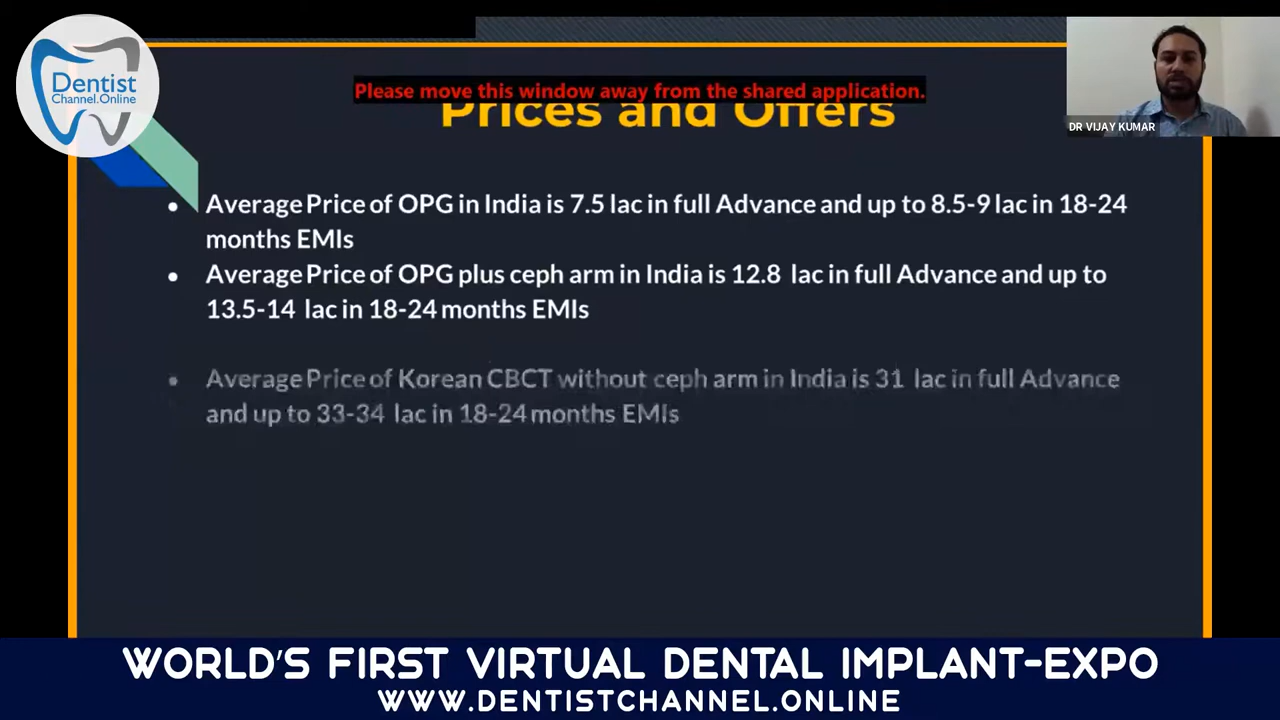 Dentist
Channel.Online
Please move this window away from the shared application.
Prices and Offers
DR VIJAY KUMAR
• Average Price of OPG in India is 7.5 lac in full Advance and up to 8.5-9 lac in 18-24
months EMIs
• Average Price of OPG plus ceph arm in India is 12.8 lac in full Advance and up to
13.5-14 lac in 18-24 months EMIs
• Average Price of Korean CBCT without ceph arm in India is 31 lac in full Advance
and up to 33-34 lac in 18-24 months EMIs
WORLD'S FIRST VIRTUAL DENTAL IMPLANT-EXPO
WWW.DENTISTCHANNEL.ONLINE